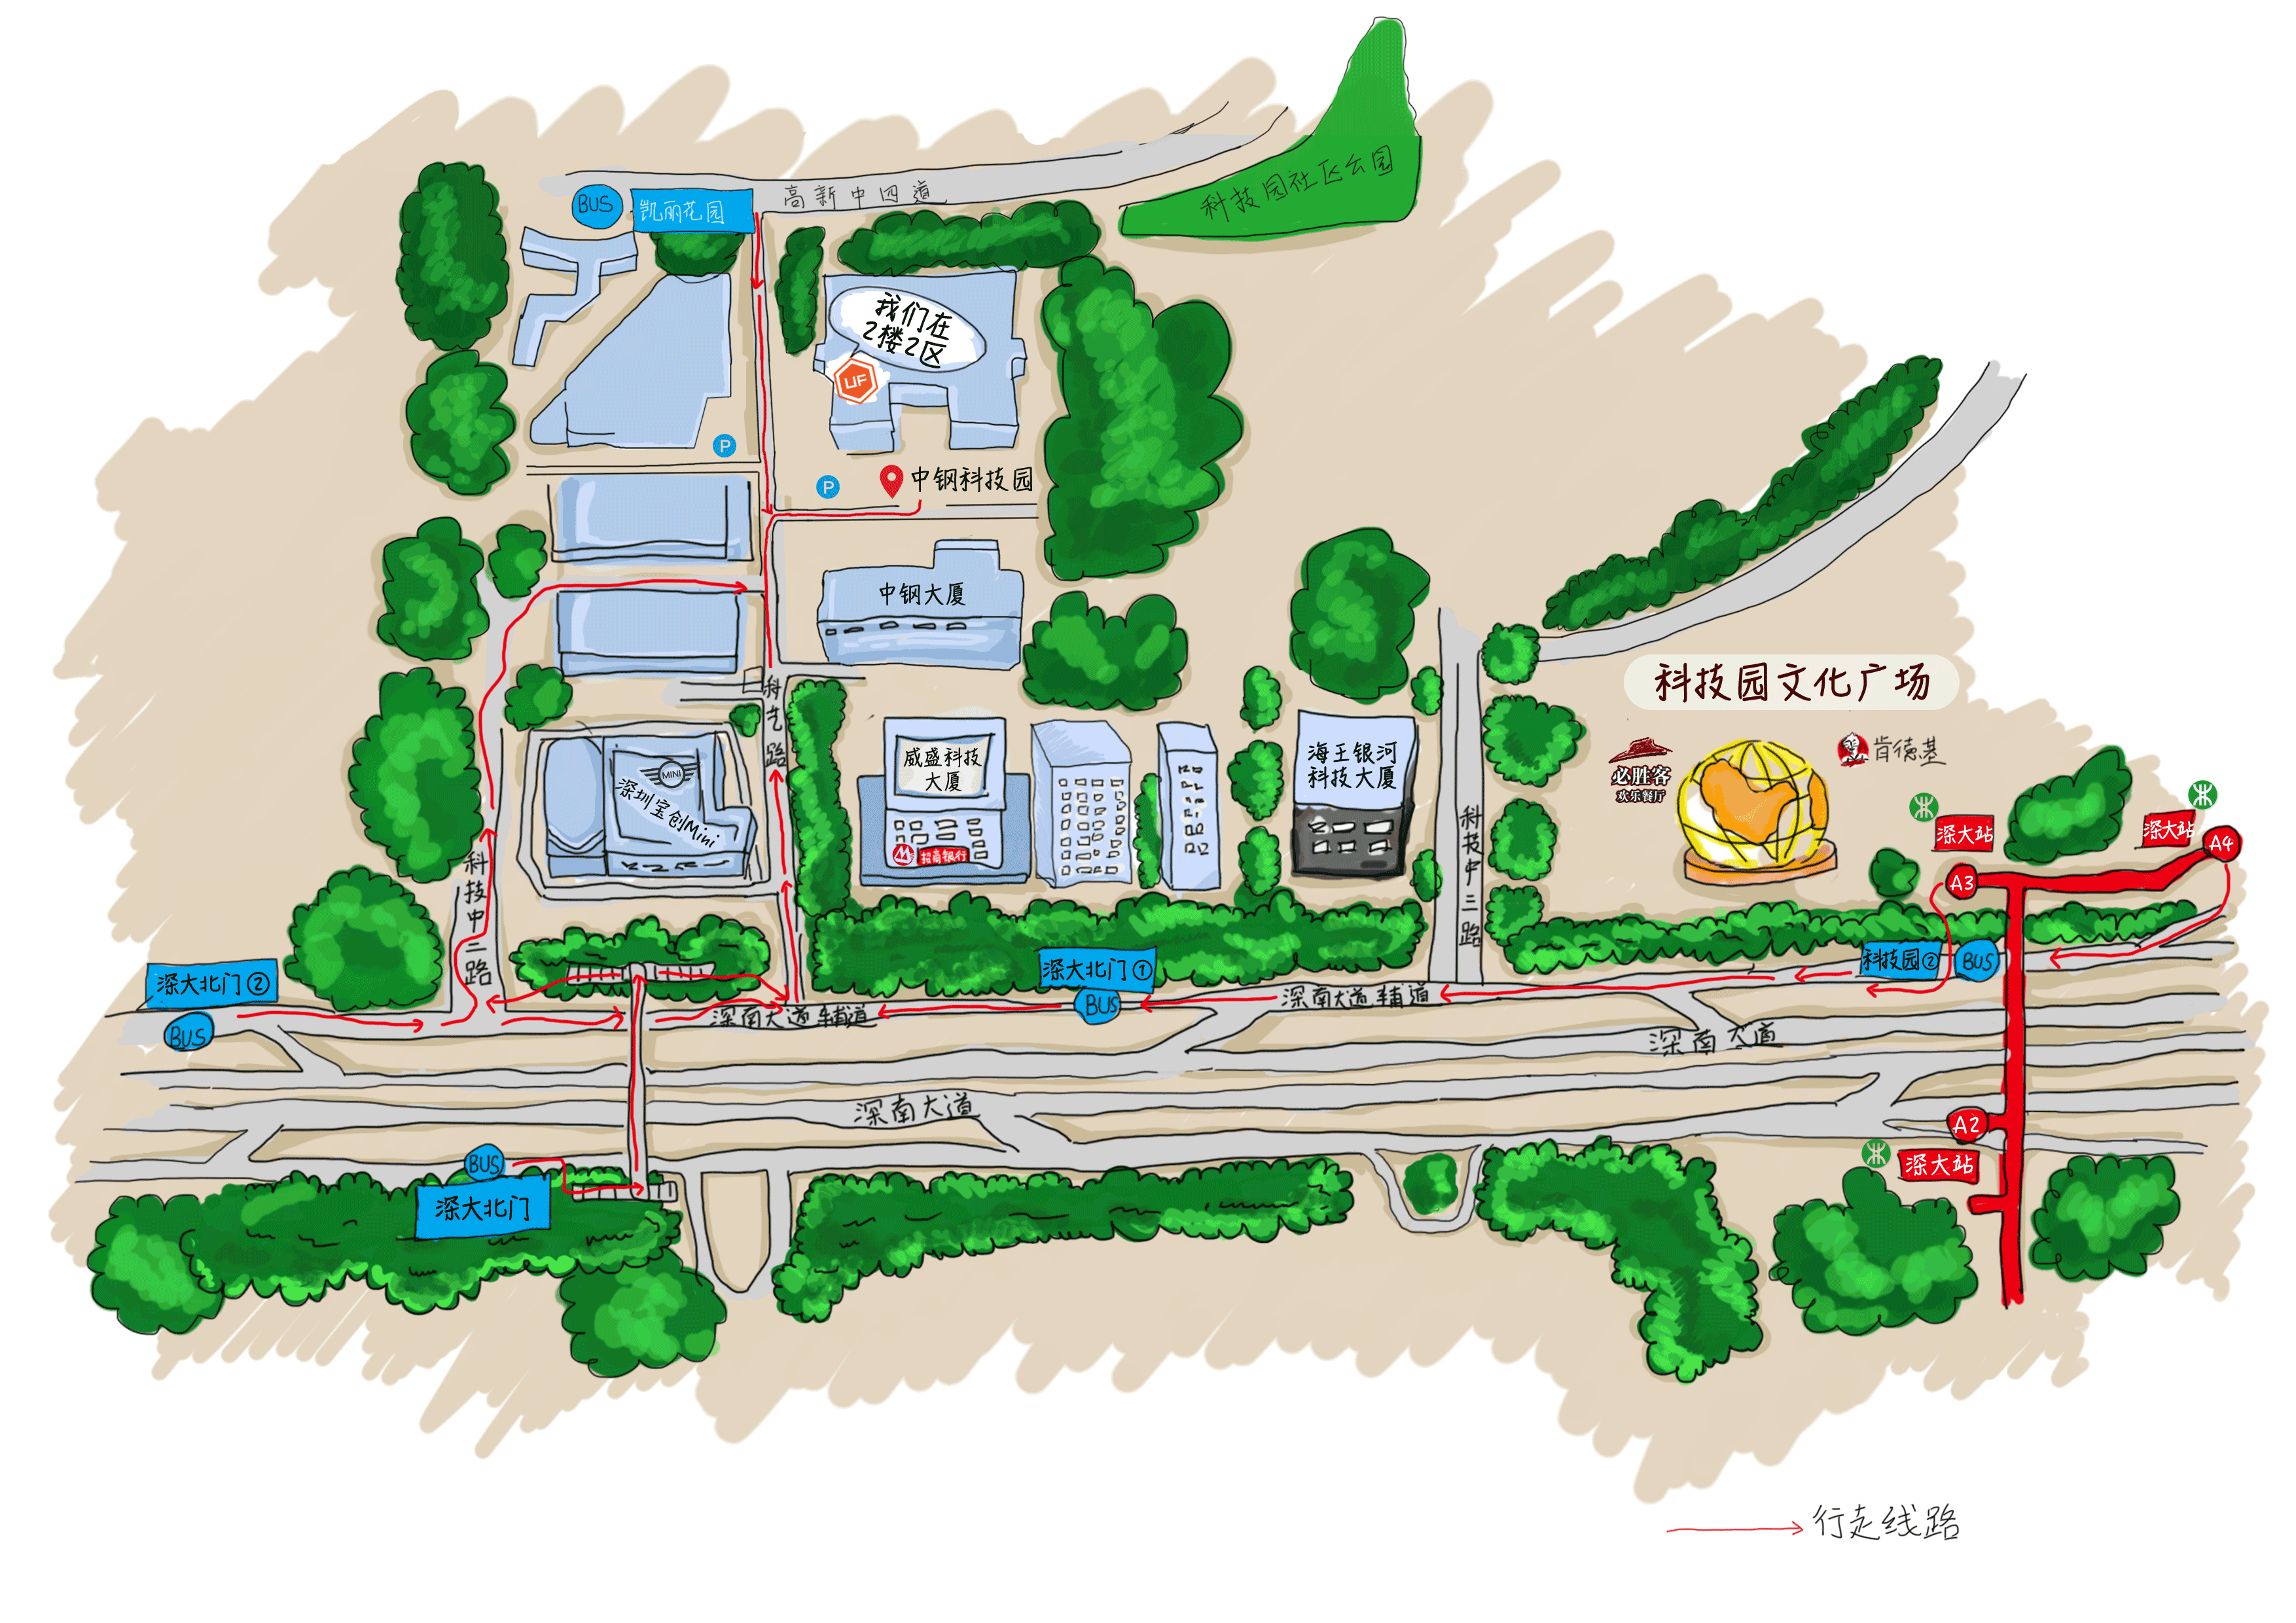 科技园社区公园
高新中四道
BUS
凯丽花园
我们在
2楼2区
UF
P
P
中钢科技园
中钢大厦
科技园文化广场
科艺路
威盛科技
大厦
招商银行
MINI
深圳宝创Mini
海王银河
科技大厦
必胜客
欢乐餐厅
肯德基
科技中三路
深大站
A3
深大站
A4
科技中二路
深大北门②
BUS
深大北门①
BUS
科技园②
BUS
深南大道辅道
深南大道辅道
深南大道
深南大道
BUS
深大北门
A2
深大站
行走线路